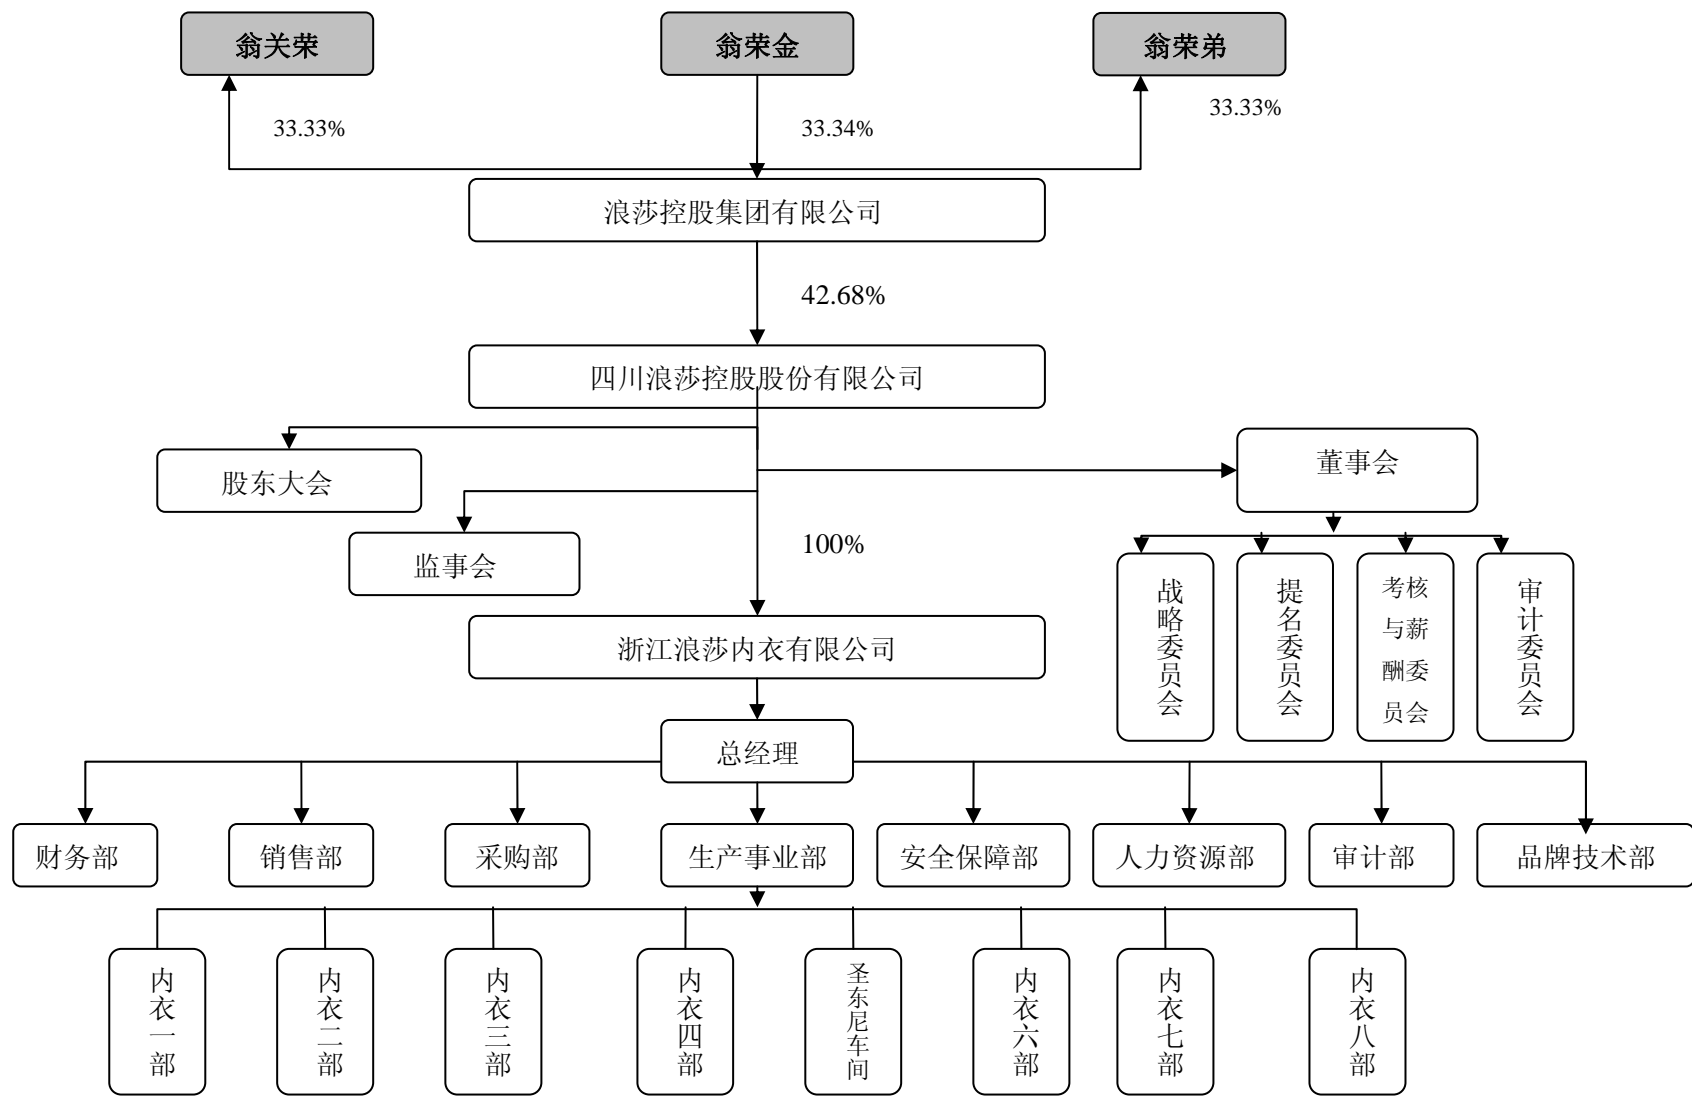 翁关荣
翁荣金
翁荣弟
33.33%
33.34%
33.33%
浪莎控股集团有限公司
42.68%
四川浪莎控股股份有限公司
股东大会
董事会
监事会
100%
战略委员会
提名委员会
考核
与薪
酬委
员会
审计委员会
浙江浪莎内衣有限公司
总经理
财务部
销售部
采购部
生产事业部
安全保障部
人力资源部
审计部
品牌技术部
内衣一部
内衣二部
内衣三部
内衣四部
圣东尼车间
内衣六部
内衣七部
内衣八部